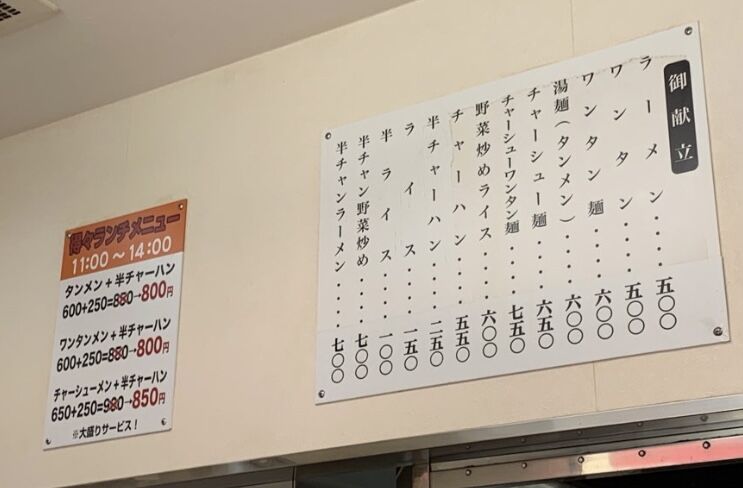 御献立
ラーメン・・・・五〇〇
ワンタン・・・・五〇〇
ワンタン麺・・・・六〇〇
湯麺(タンメン)・・・六〇〇
チャーシュー麺・・・・六五〇
チャーシューワンタン麺・・・・七五〇
野菜炒めライス・・・・六〇〇
チャーハン・・・・五五〇
半チャーハン・・・・二五〇
ライス・・・・一五〇
半ライス・・・・一〇〇
半チャン野菜炒め・・・・七〇〇
半チャンラーメン・・・・七〇〇
得々ランチメニュー
11:00～14:00
タンメン+半チャーハン
600+250=880→800円
ワンタンメン+半チャーハン
600+250=880→800円
チャーシューメン+半チャーハン
650+250=980→850円
※大盛りサービス!